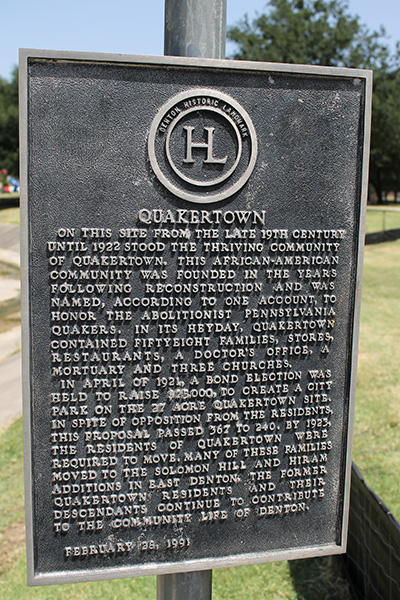 DENTON HISTORIC LANDMARK
HL
QUAKERTOWN
ON THIS SITE FROM THE LATE 19TH CENTURY
UNTIL 1922 STOOD THE THRIVING COMMUNITY
OF QUAKERTOWN. THIS AFRICAN-AMERICAN
COMMUNITY WAS FOUNDED IN THE YEARS
FOLLOWING RECONSTRUCTION AND WAS
NAMED, ACCORDING TO ONE ACCOUNT, TO
HONOR THE ABOLITIONIST PENNSYLVANIA
QUAKERS. IN ITS HEYDAY, QUAKERTOWN
CONTAINED FIFTYEIGHT FAMILIES, STORES,
RESTAURANTS, A DOCTOR'S OFFICE, A
MORTUARY AND THREE CHURCHES.
IN APRIL OF 1921, A BOND ELECTION WAS
HELD TO RAISE $75,000, TO CREATE A CITY
PARK ON THE 27 ACRE QUAKERTOWN SITE.
IN SPITE OF OPPOSITION FROM THE RESIDENTS,
THIS PROPOSAL PASSED 367 TO 240. BY 1923,
THE RESIDENTS OF QUAKERTOWN WERE
REQUIRED TO MOVE. MANY OF THESE FAMILIES
MOVED TO THE SOLOMON HILL AND HIRAM
ADDITIONS IN EAST DENTON. THE FORMER
QUAKERTOWN RESIDENTS AND THEIR
DESCENDANTS CONTINUE TO CONTRIBUTE
TO THE COMMUNITY LIFE OF DENTON.
FEBRUARY 28, 1991